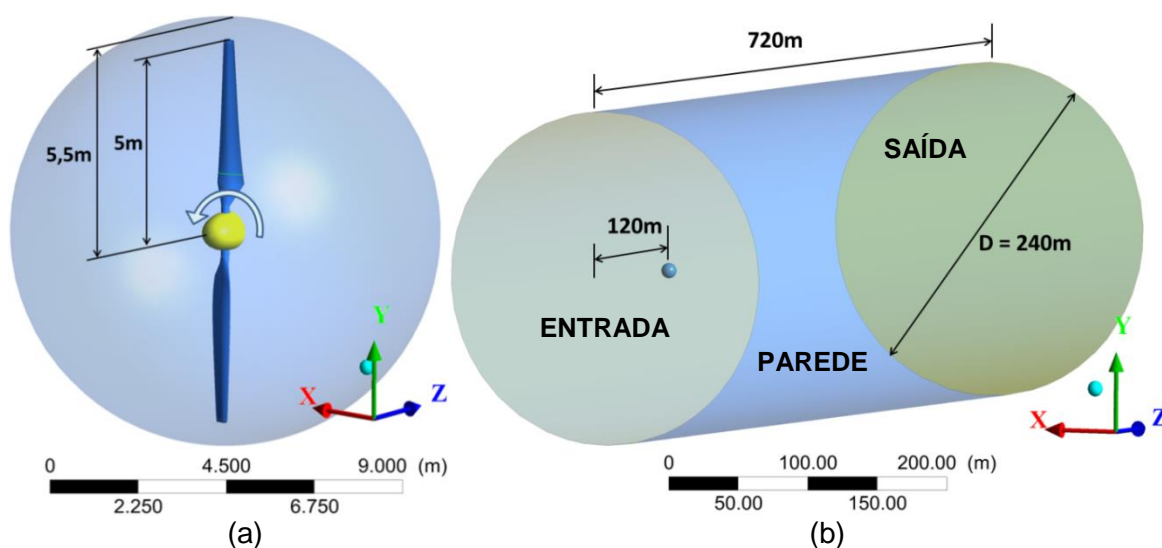 5,5m
5m
Y
X
Z
0
4.500
9.000
(m)
2.250
6.750
(a)
720m
SAÍDA
120m
D = 240m
ENTRADA
PAREDE
Y
X
Z
0
100.00
200.00
(m)
50.00
150.00
(b)